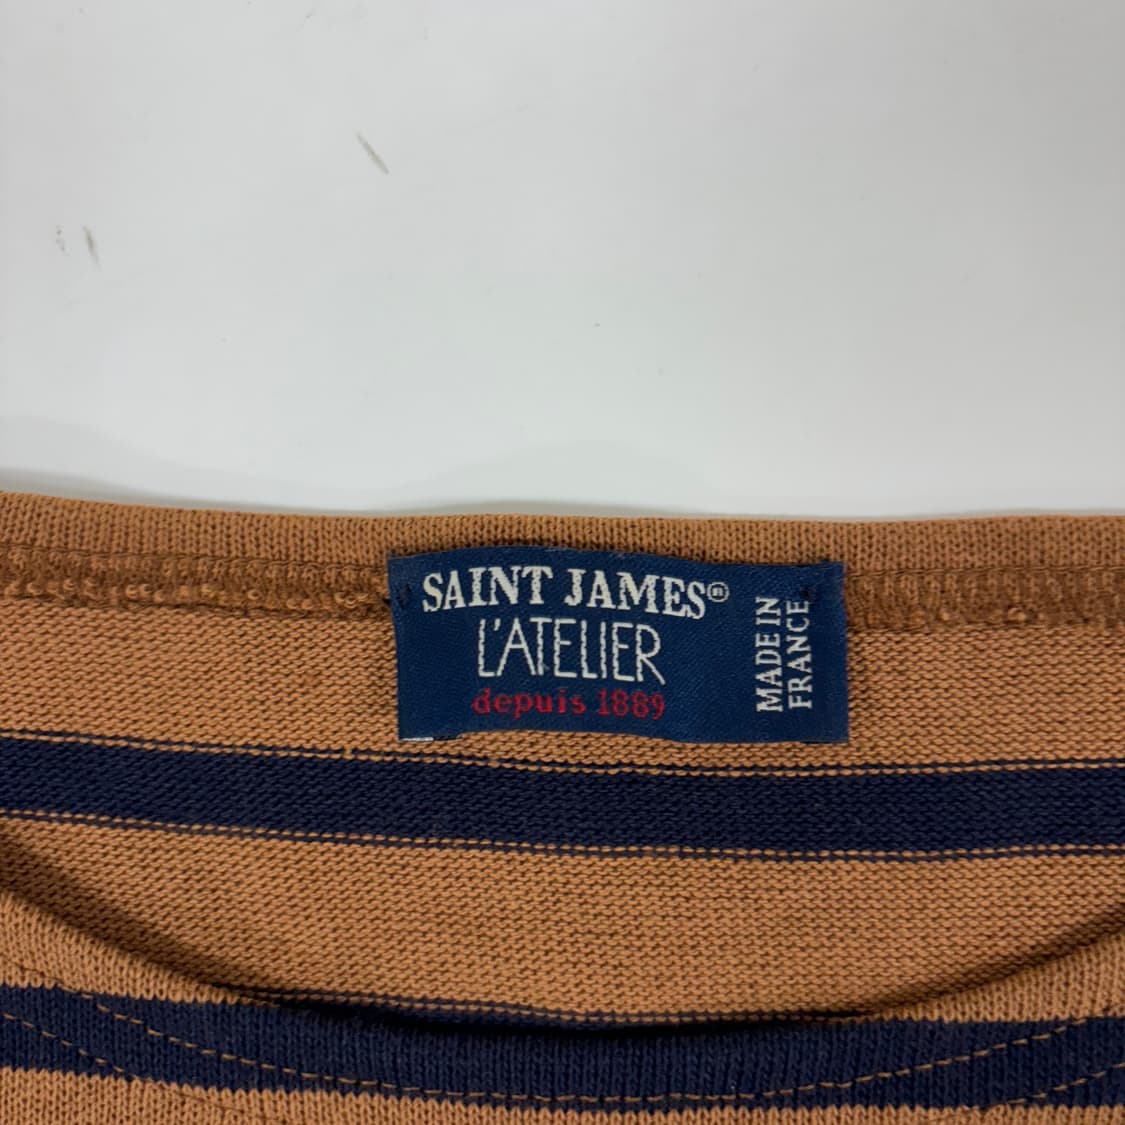 SAINT JAMES®
L'ATELIER
depuis 1889
MADE IN
FRANCE